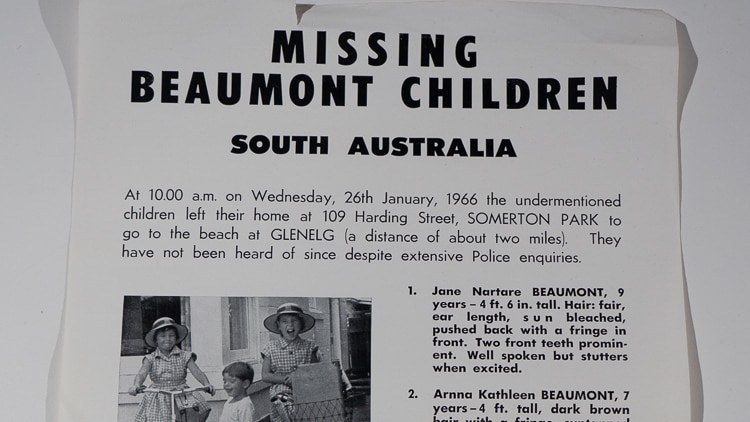 MISSING
BEAUMONT CHILDREN
SOUTH AUSTRALIA
At 10.00 a.m. on Wednesday, 26th January, 1966 the undermentioned
children left their home at 109 Harding Street, SOMERTON PARK to
go to the beach at GLENELG (a distance of about two miles). They
have not been heard of since despite extensive Police enquiries.
1. Jane Nartare BEAUMONT, 9
years – 4 ft. 6 in. tall. Hair: fair,
ear length, sun bleached,
pushed back with a fringe in
front. Two front teeth promin-
ent. Well spoken but stutters
when excited.
2. Arnna Kathleen BEAUMONT, 7
years – 4 ft. tall, dark brown
hair with a fringe,